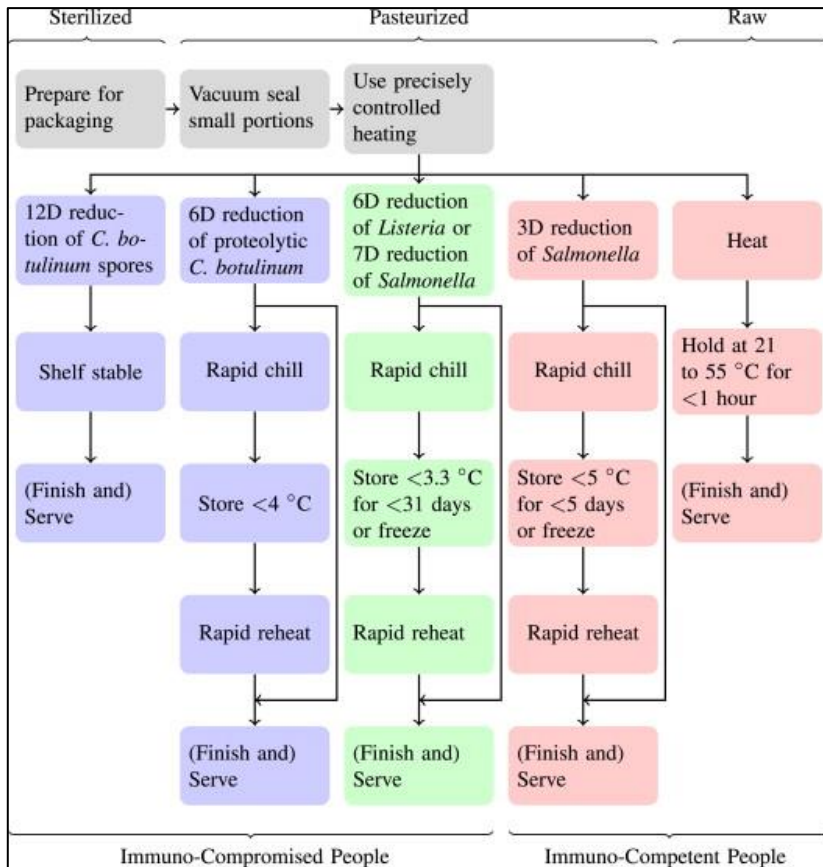 Sterilized
Pasteurized
Raw
Prepare for
packaging
Vacuum seal
small portions
Use precisely
controlled
heating
12D reduc-
tion of C. bo-
tulinum spores
6D reduction
of proteolytic
C. botulinum
6D reduction
of Listeria or
7D reduction
of Salmonella
3D reduction
of Salmonella
Heat
Shelf stable
Rapid chill
Rapid chill
Rapid chill
Hold at 21
to 55 °C for
<1 hour
(Finish and)
Serve
Store <4 °C
Store <3.3 °C
for <31 days
or freeze
Store <5 °C
for <5 days
or freeze
(Finish and)
Serve
Rapid reheat
Rapid reheat
Rapid reheat
(Finish and)
Serve
(Finish and)
Serve
(Finish and)
Serve
Immuno-Compromised People
Immuno-Competent People